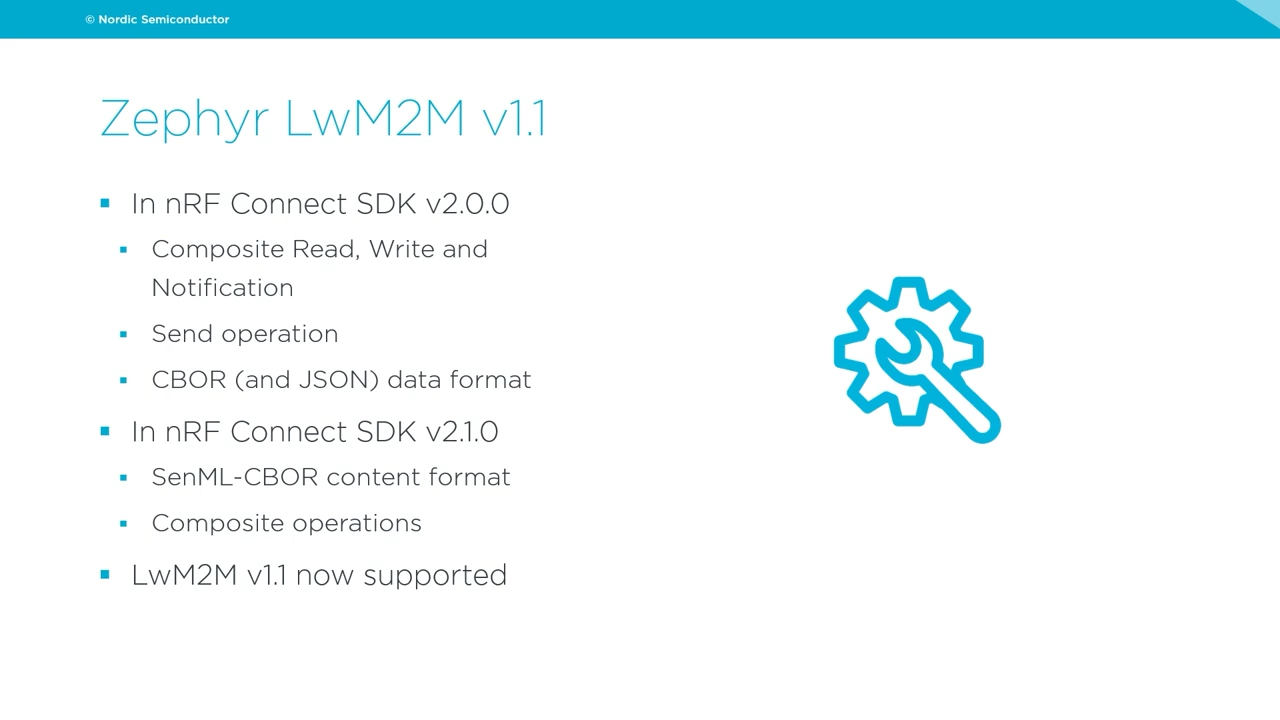 © Nordic Semiconductor
Zephyr LwM2M v1.1
▪ In nRF Connect SDK v2.0.0
▪ Composite Read, Write and
Notification
▪ Send operation
▪ CBOR (and JSON) data format
▪ In nRF Connect SDK v2.1.0
▪ SenML-CBOR content format
▪ Composite operations
▪ LwM2M v1.1 now supported